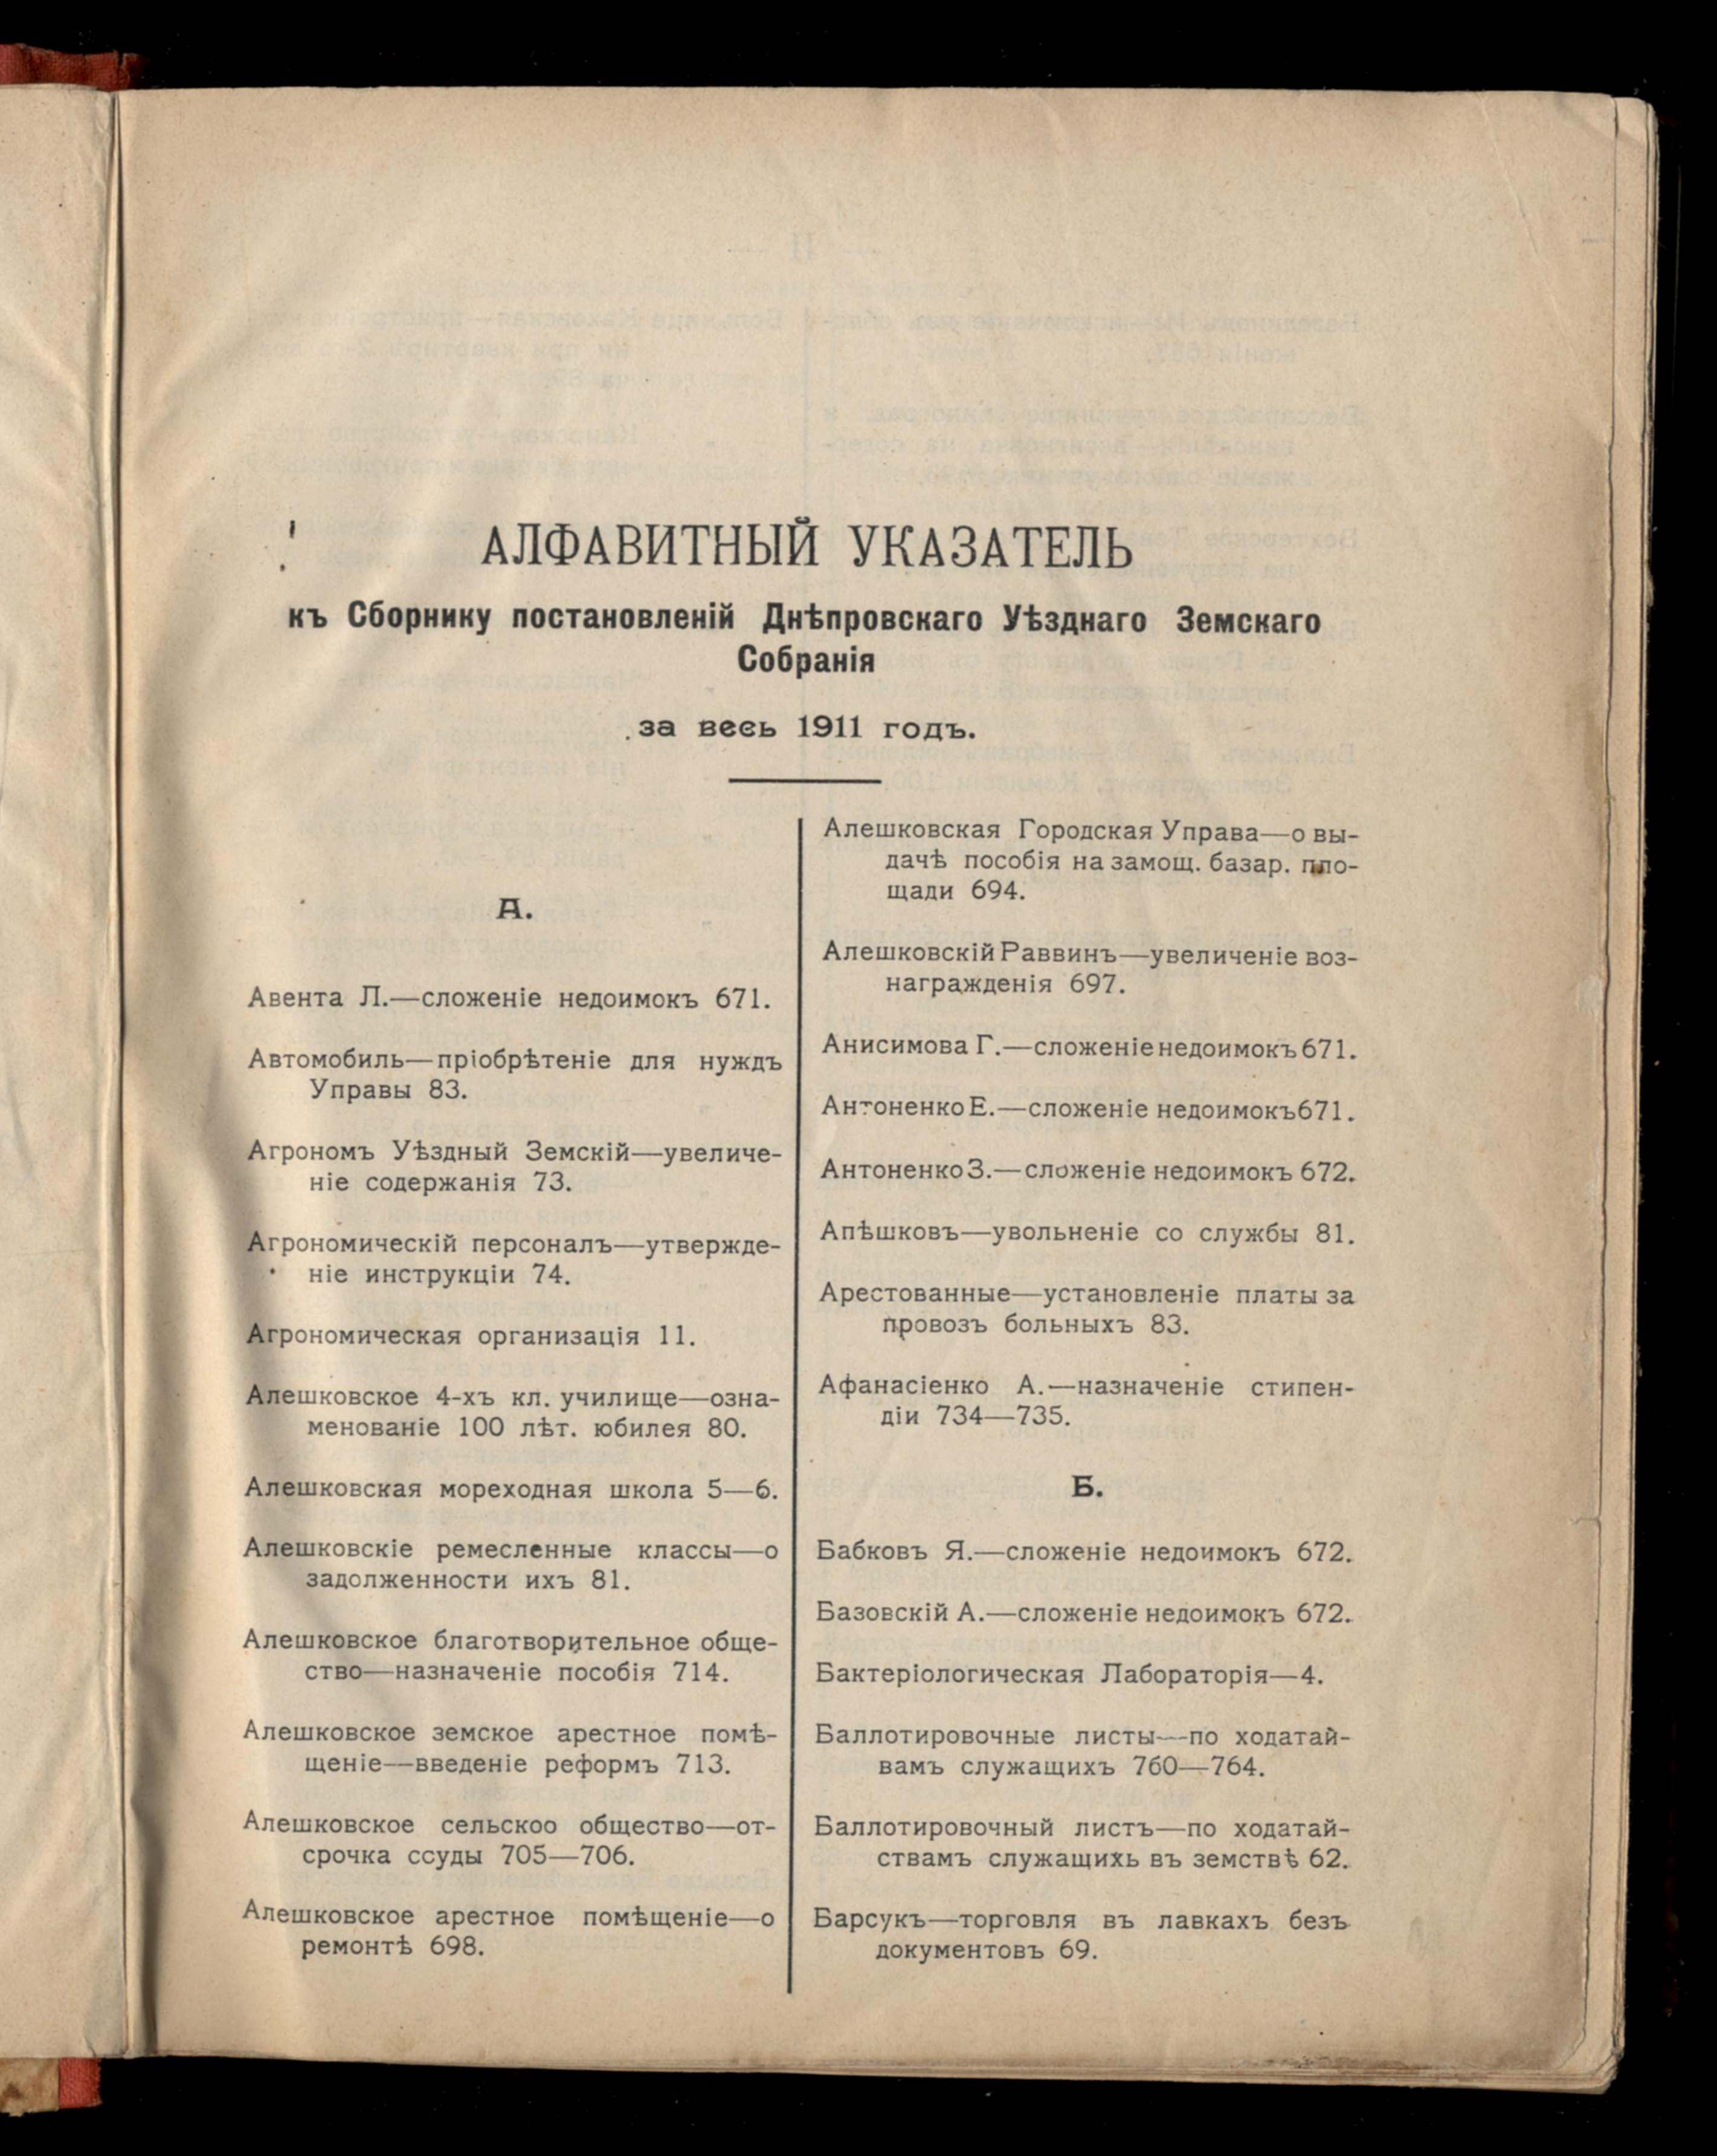 АЛФАВИТНЫЙ УКАЗАТЕЛЬ
къ Сборнику постановленій Днѣпровскаго Уѣзднаго Земскаго
Собранія
за весь 1911 годъ.
А.
Авента Л.—сложеніе недоимокъ 671.
Автомобиль—пріобрѣтеніе для нуждъ
Управы 83.
Агрономъ Уѣздный Земскій—увеличе-
ніе содержанія 73.
Агрономическій персоналъ—утвержде-
ніе инструкціи 74.
Агрономическая организація 11.
Алешковское 4-хъ кл. училище—озна-
менованіе 100 лѣт. юбилея 80.
Алешковская мореходная школа 5—6.
Алешковскіе ремесленные классы—о
задолженности ихъ 81.
Алешковское благотворительное обще-
ство—назначеніе пособія 714.
Алешковское земское арестное помѣ-
щеніе—введеніе реформъ 713.
Алешковское сельскоо общество—от-
срочка ссуды 705—706.
Алешковское арестное помѣщеніе—о
ремонтѣ 698.
Алешковская Городская Управа—о вы-
дачѣ пособія на замощ. базар. пло-
щади 694.
Алешковскій Раввинъ—увеличеніе воз-
награжденія 697.
Анисимова Г.—сложеніе недоимокъ 671.
Антоненко Е.—сложеніе недоимокъ 671.
Антоненко З.—сложеніе недоимокъ 672.
Апѣшковъ—увольненіе со службы 81.
Арестованные—установленіе платы за
провозъ больныхъ 83.
Афанасіенко А.—назначеніе стипен-
діи 734—735.
Б.
Бабковъ Я.—сложеніе недоимокъ 672.
Базовскій А.—сложеніе недоимокъ 672.
Бактеріологическая Лабораторія—4.
Баллотировочные листы—по ходатай-
вамъ служащихъ 760—764.
Баллотировочный листъ—по ходатай-
ствамъ служащихь въ земствѣ 62.
Барсукъ—торговля въ лавкахъ безъ
документовъ 69.